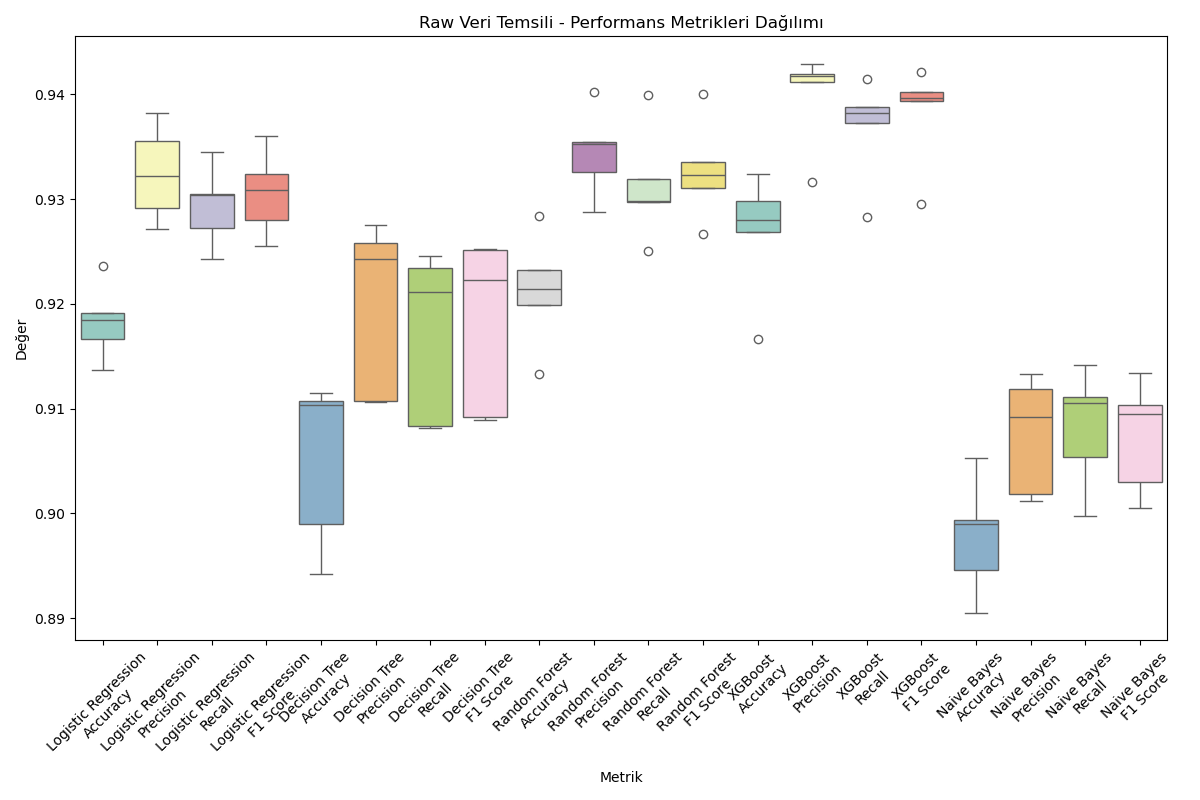 Raw Veri Temsili - Performans Metrikleri Dağılımı
Değer
0.94
0.93
0.92
0.91
0.90
0.89
Logistic Regression
Accuracy
Logistic Regression
Precision
Logistic Regression
Recall
Logistic Regression
F1 Score
Decision Tree
Accuracy
Decision Tree
Precision
Decision Tree
Recall
Decision Tree
F1 Score
Random Forest
Accuracy
Random Forest
Precision
Random Forest
Recall
Random Forest
F1 Score
XGBoost
Accuracy
XGBoost
Precision
XGBoost
Recall
XGBoost
F1 Score
Naive Bayes
Accuracy
Naive Bayes
Precision
Naive Bayes
Recall
Naive Bayes
F1 Score
Metrik